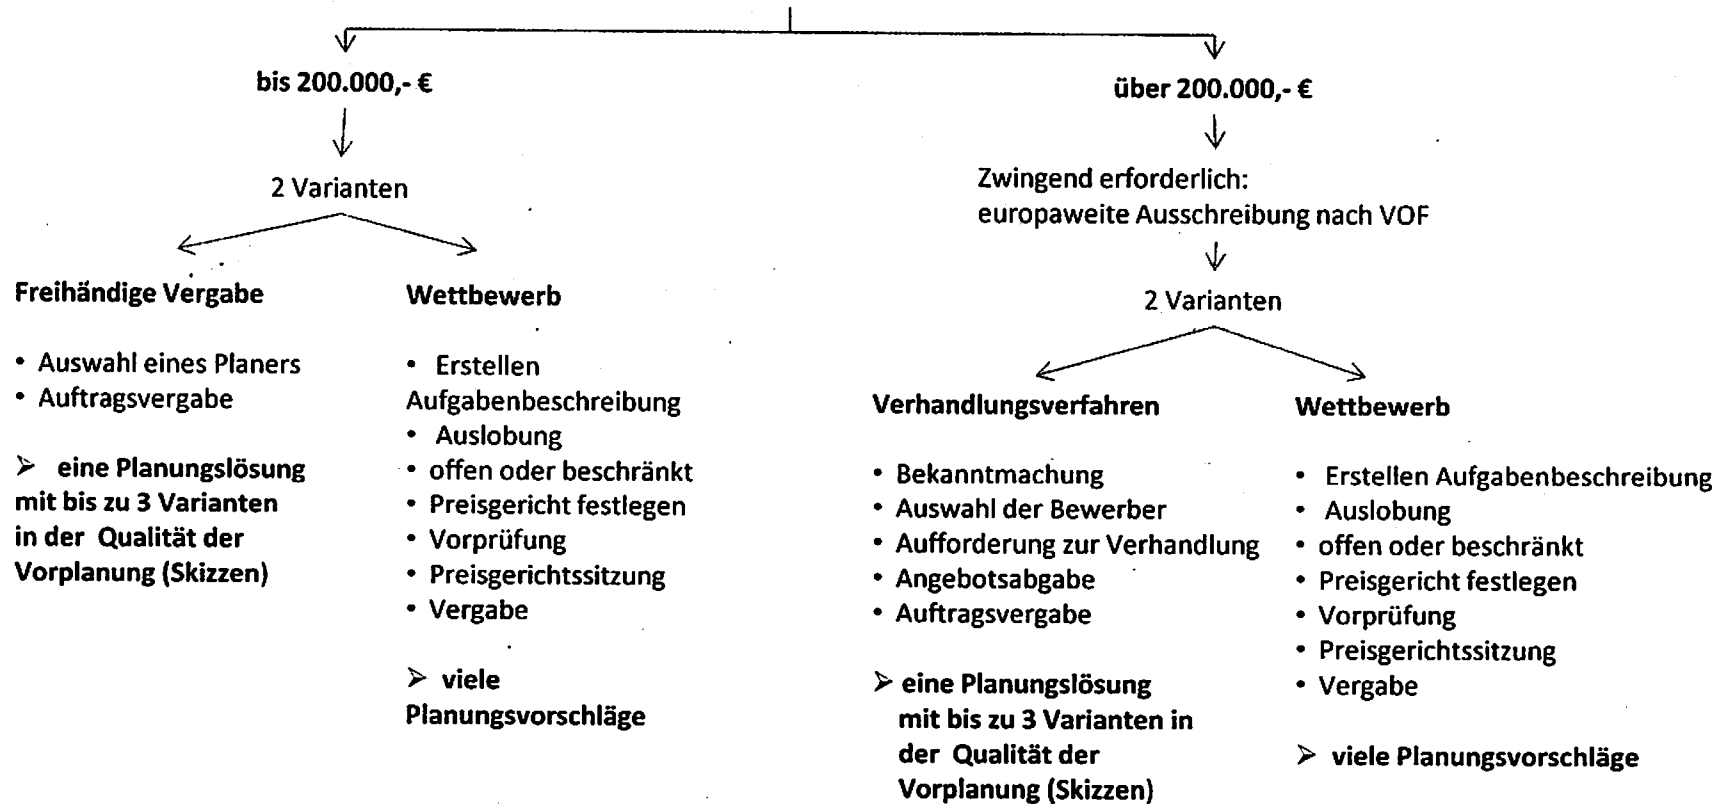 bis 200.000,- €
2 Varianten
Freihändige Vergabe
• Auswahl eines Planers
• Auftragsvergabe
➢ eine Planungslösung
mit bis zu 3 Varianten
in der Qualität der
Vorplanung (Skizzen)
Wettbewerb
• Erstellen
Aufgabenbeschreibung
• Auslobung
• offen oder beschränkt
• Preisgericht festlegen
• Vorprüfung
• Preisgerichtssitzung
• Vergabe
➢ viele
Planungsvorschläge
über 200.000,- €
Zwingend erforderlich:
europaweite Ausschreibung nach VOF
2 Varianten
Verhandlungsverfahren
• Bekanntmachung
• Auswahl der Bewerber
• Aufforderung zur Verhandlung
• Angebotsabgabe
• Auftragsvergabe
➢ eine Planungslösung
mit bis zu 3 Varianten in
der Qualität der
Vorplanung (Skizzen)
Wettbewerb
• Erstellen Aufgabenbeschreibung
• Auslobung
• offen oder beschränkt
• Preisgericht festlegen
• Vorprüfung
• Preisgerichtssitzung
• Vergabe
➢ viele Planungsvorschläge